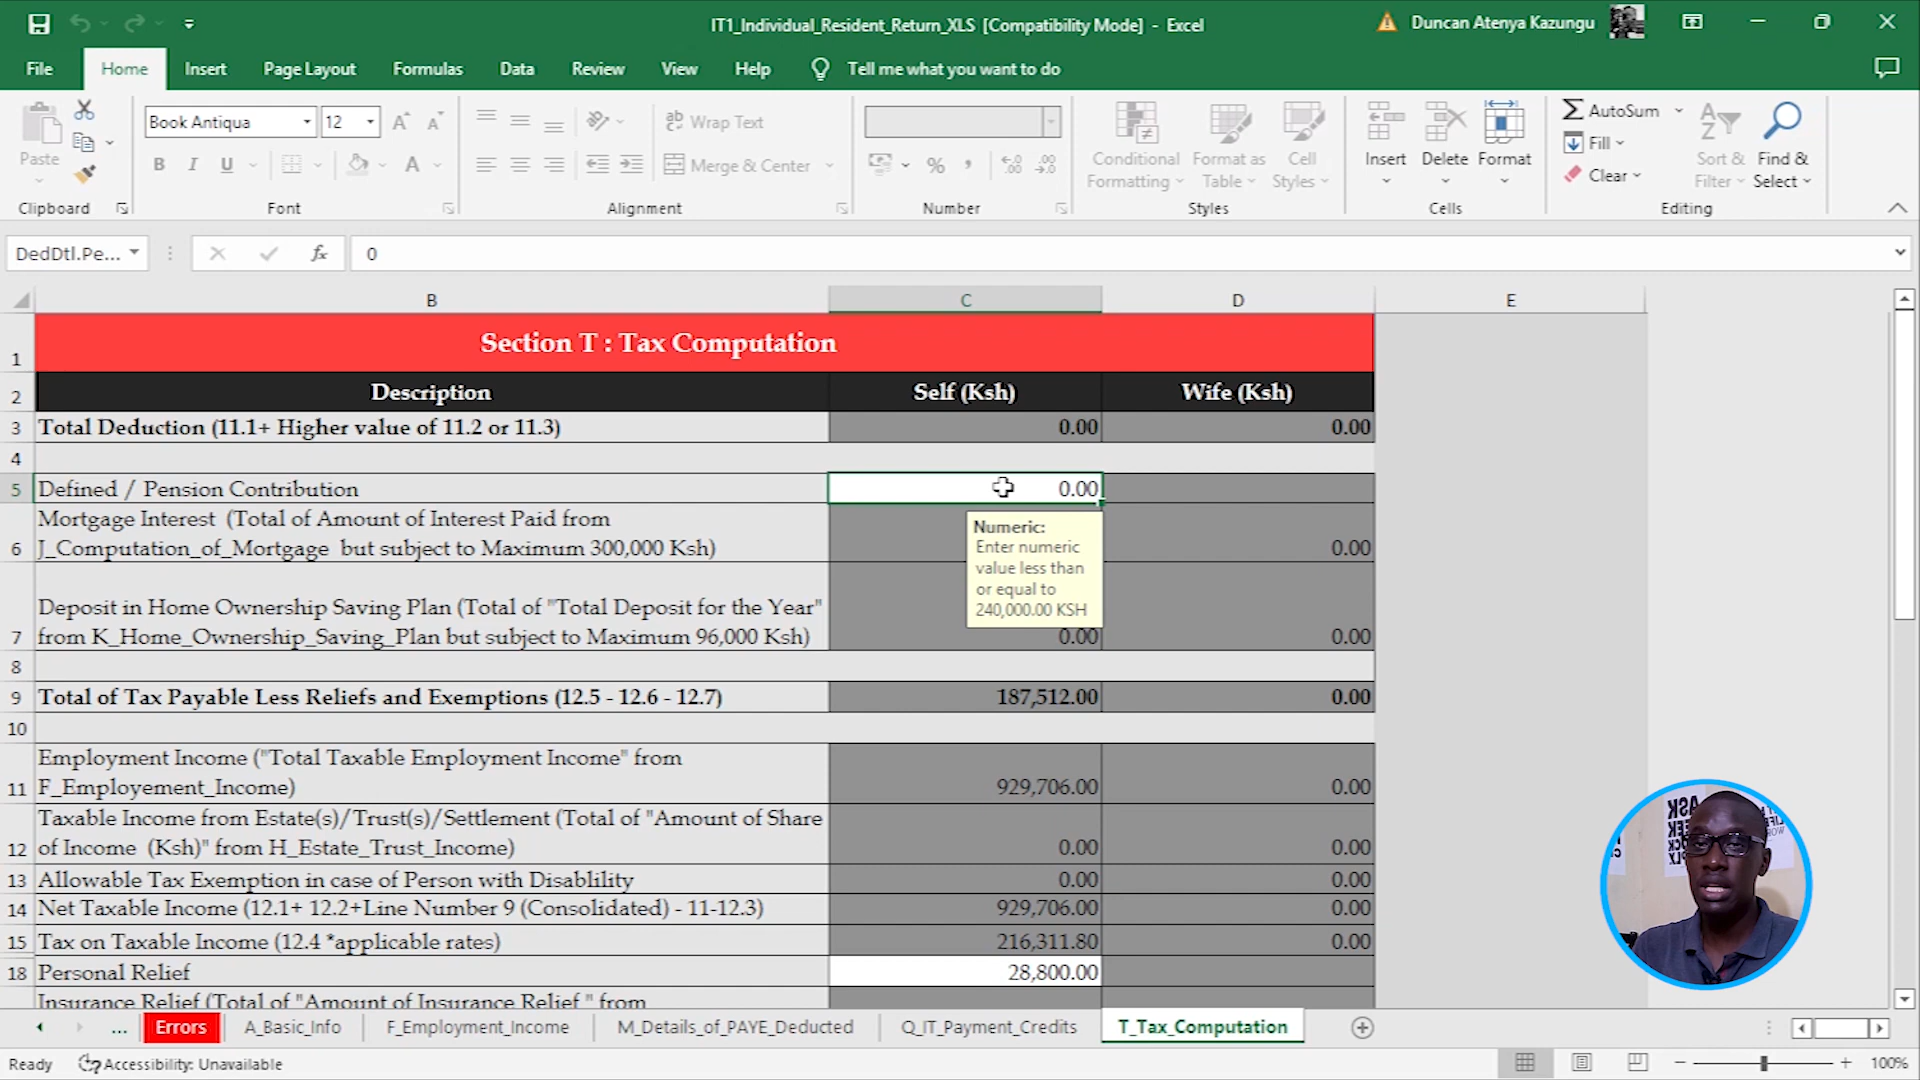 IT1_Individual_Resident_Return_XLS [Compatibility Mode] - Excel
Duncan Atenya Kazungu
File Home Insert Page Layout Formulas Data Review View Help Tell me what you want to do
Paste
Clipboard
Book Antiqua 12
B I U A
Font
ab Wrap Text
Merge & Center
Alignment
% ,
Number
Conditional Formatting
Format as Table
Cell Styles
Styles
Insert Delete Format
Cells
AutoSum
Fill
Clear
Sort & Filter
Find & Select
Editing
DedDtl.Pe... fx 0
B C D E
1 Section T : Tax Computation
2 Description Self (Ksh) Wife (Ksh)
3 Total Deduction (11.1+ Higher value of 11.2 or 11.3) 0.00 0.00
4
5 Defined / Pension Contribution 0.00
Numeric:
Enter numeric
value less than
or equal to
240,000.00 KSH
Mortgage Interest (Total of Amount of Interest Paid from
6 J_Computation_of_Mortgage but subject to Maximum 300,000 Ksh) 0.00
Deposit in Home Ownership Saving Plan (Total of "Total Deposit for the Year"
7 from K_Home_Ownership_Saving_Plan but subject to Maximum 96,000 Ksh) 0.00 0.00
8
9 Total of Tax Payable Less Reliefs and Exemptions (12.5 - 12.6 - 12.7) 187,512.00 0.00
10
Employment Income ("Total Taxable Employment Income" from
11 F_Employement_Income) 929,706.00 0.00
Taxable Income from Estate(s)/Trust(s)/Settlement (Total of "Amount of Share
12 of Income (Ksh)" from H_Estate_Trust_Income) 0.00 0.00
13 Allowable Tax Exemption in case of Person with Disablility 0.00 0.00
14 Net Taxable Income (12.1+ 12.2+Line Number 9 (Consolidated) - 11-12.3) 929,706.00 0.00
15 Tax on Taxable Income (12.4 *applicable rates) 216,311.80 0.00
18 Personal Relief 28,800.00
Insurance Relief (Total of "Amount of Insurance Relief " from
... Errors A_Basic_Info F_Employment_Income M_Details_of_PAYE_Deducted Q_IT_Payment_Credits T_Tax_Computation
Ready Accessibility: Unavailable 100%